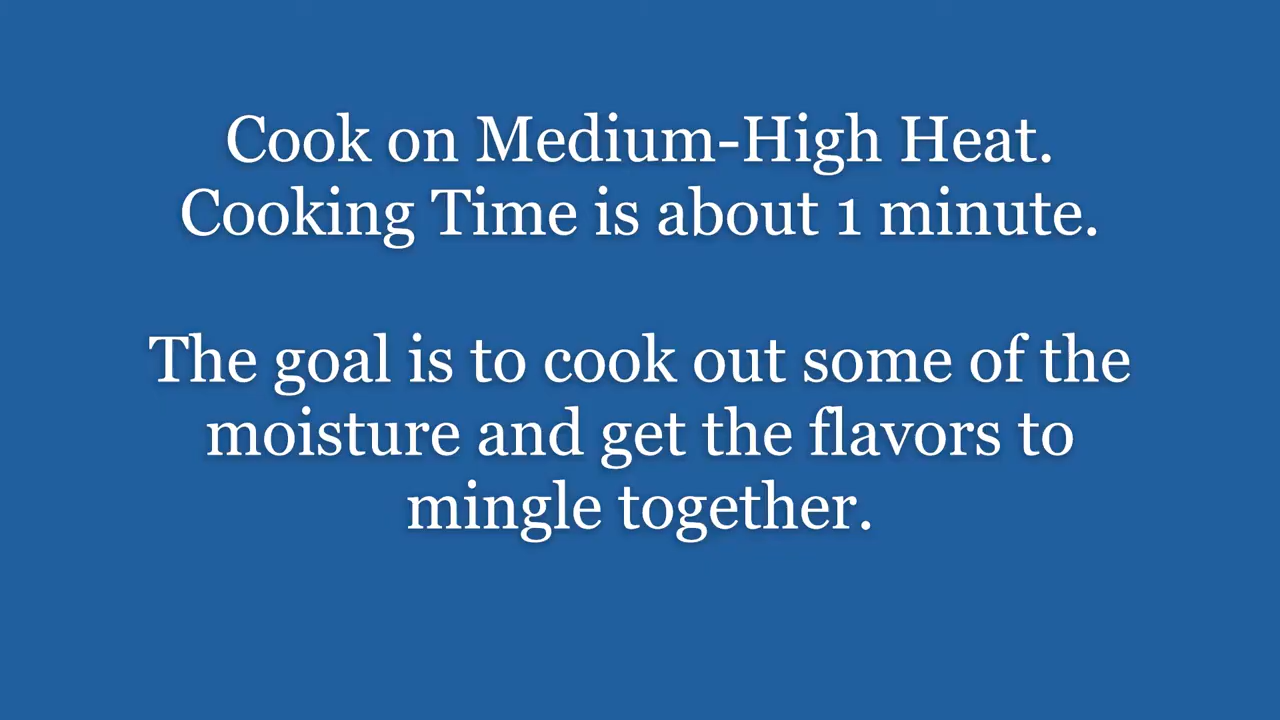 Cook on Medium-High Heat.
Cooking Time is about 1 minute.
The goal is to cook out some of the
moisture and get the flavors to
mingle together.